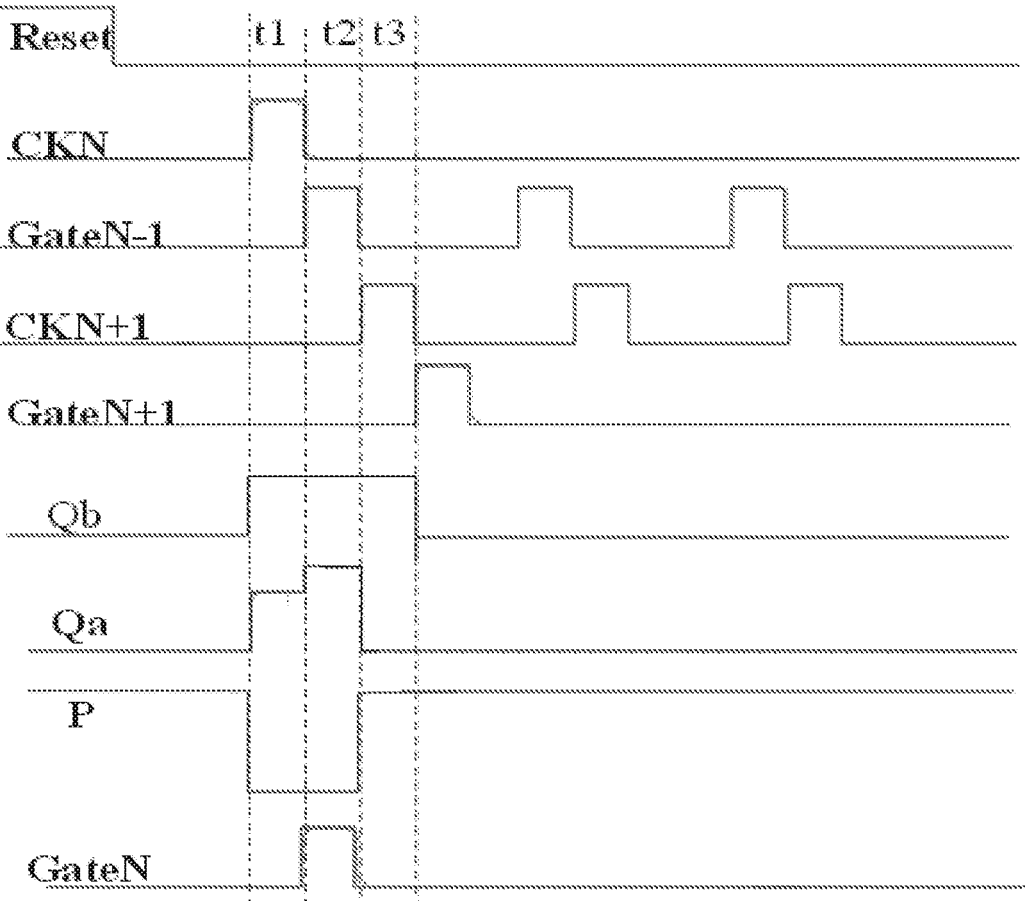 Reset
t1 t2 t3
CKN
GateN-1
CKN+1
GateN+1
Qb
Qa
P
GateN